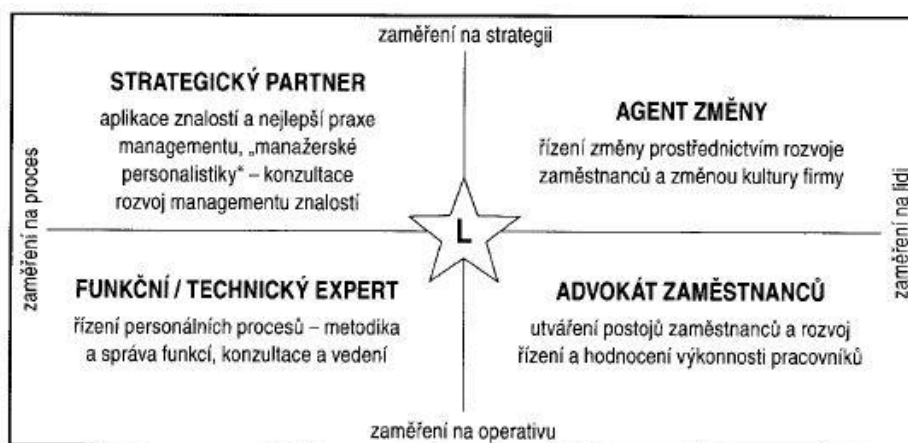 zaměření na strategii
STRATEGICKÝ PARTNER
aplikace znalostí a nejlepší praxe
managementu, „manažerské
personalistiky“ – konzultace
rozvoj managementu znalostí
AGENT ZMĚNY
řízení změny prostřednictvím rozvoje
zaměstnanců a změnou kultury firmy
zaměření na proces
L
zaměření na lidi
FUNKČNÍ / TECHNICKÝ EXPERT
řízení personálních procesů – metodika
a správa funkcí, konzultace a vedení
ADVOKÁT ZAMĚSTNANCŮ
utváření postojů zaměstnanců a rozvoj
řízení a hodnocení výkonnosti pracovníků
zaměření na operativu